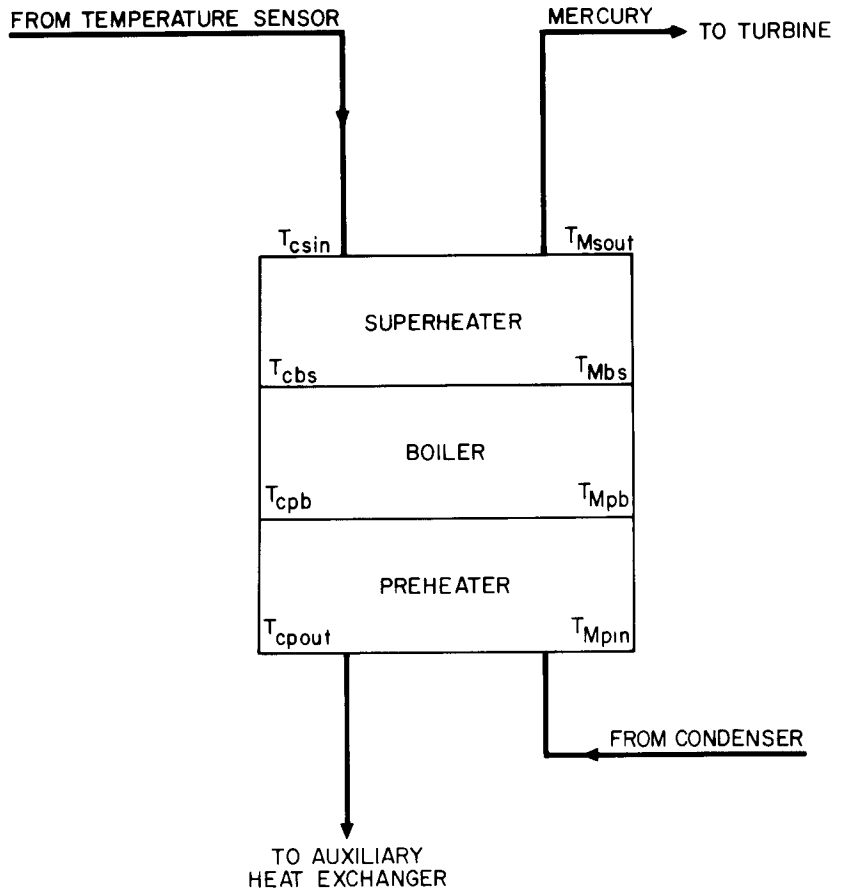 FROM TEMPERATURE SENSOR
MERCURY
TO TURBINE
Tcsin
TMsout
SUPERHEATER
Tcbs
TMbs
BOILER
Tcpb
TMpb
PREHEATER
Tcpout
TMpin
FROM CONDENSER
TO AUXILIARY
HEAT EXCHANGER